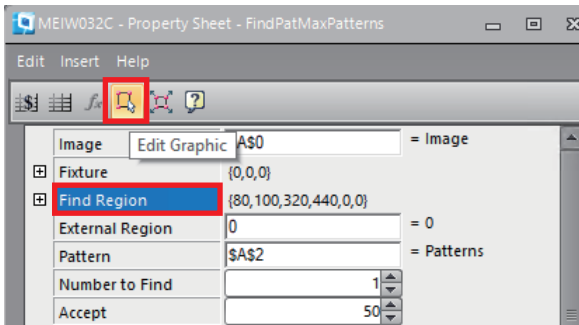 MEIW032C - Property Sheet - FindPatMaxPatterns
Edit Insert Help
Edit Graphic
Image A$0 = Image
Fixture {0,0,0}
Find Region {80,100,320,440,0,0}
External Region 0 = 0
Pattern $A$2 = Patterns
Number to Find 1
Accept 50